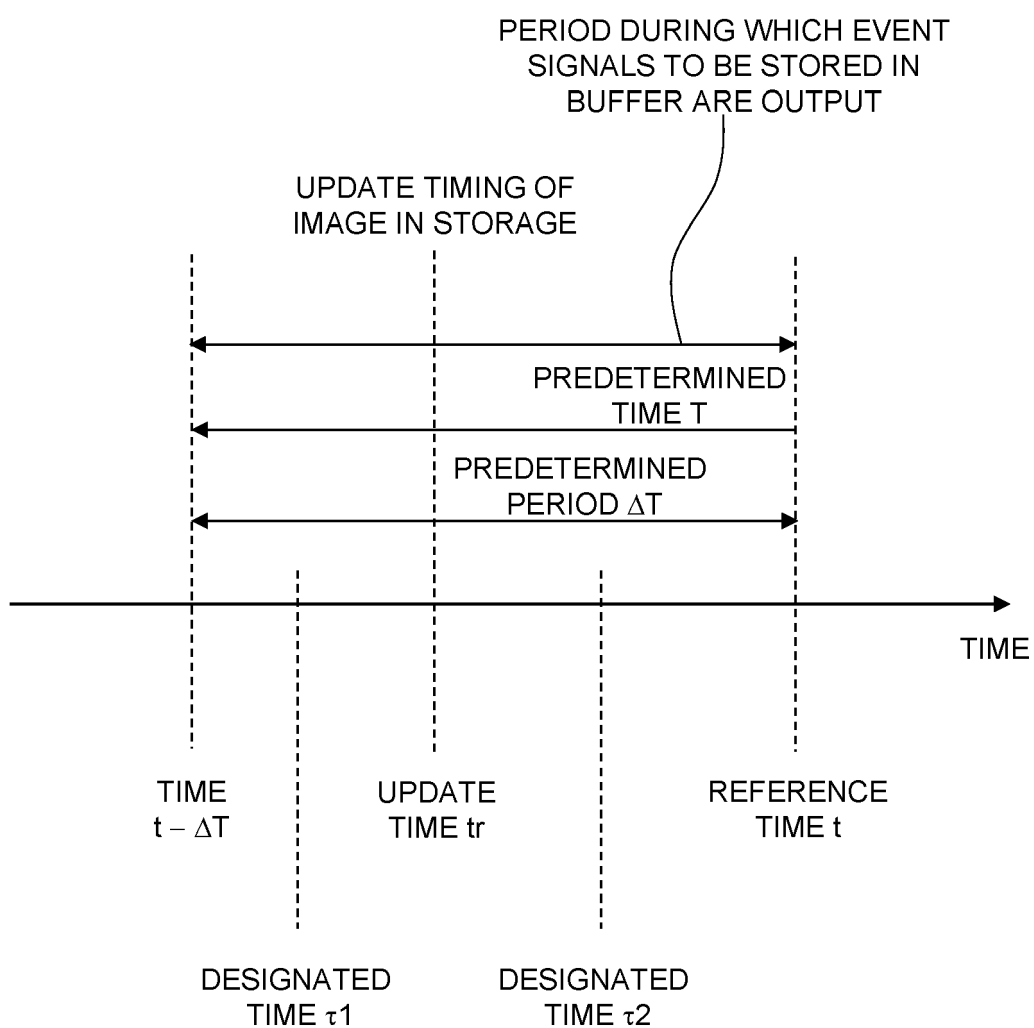 PERIOD DURING WHICH EVENT
SIGNALS TO BE STORED IN
BUFFER ARE OUTPUT
UPDATE TIMING OF
IMAGE IN STORAGE
PREDETERMINED
TIME T
PREDETERMINED
PERIOD ΔT
TIME
TIME
t – ΔT
UPDATE
TIME tr
REFERENCE
TIME t
DESIGNATED
TIME τ1
DESIGNATED
TIME τ2